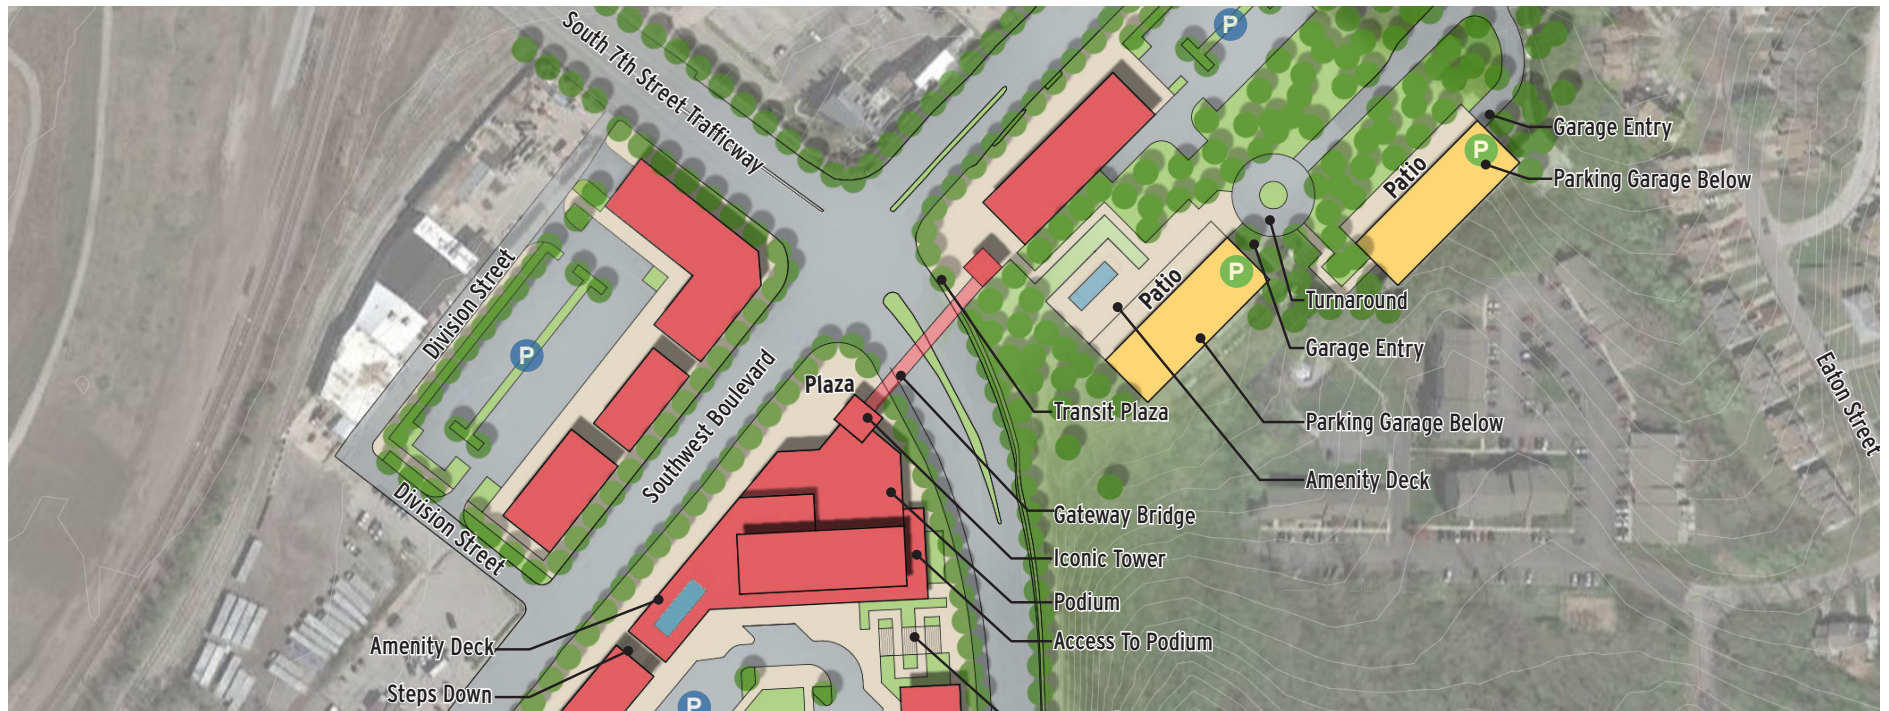 P
South 7th Street Trafficway
Garage Entry
P
Patio
Parking Garage Below
Division Street
P
Patio
Turnaround
P
Garage Entry
Plaza
Eaton Street
Southwest Boulevard
Transit Plaza
Parking Garage Below
Amenity Deck
Division Street
Gateway Bridge
Iconic Tower
Podium
Access To Podium
Amenity Deck
Steps Down
P